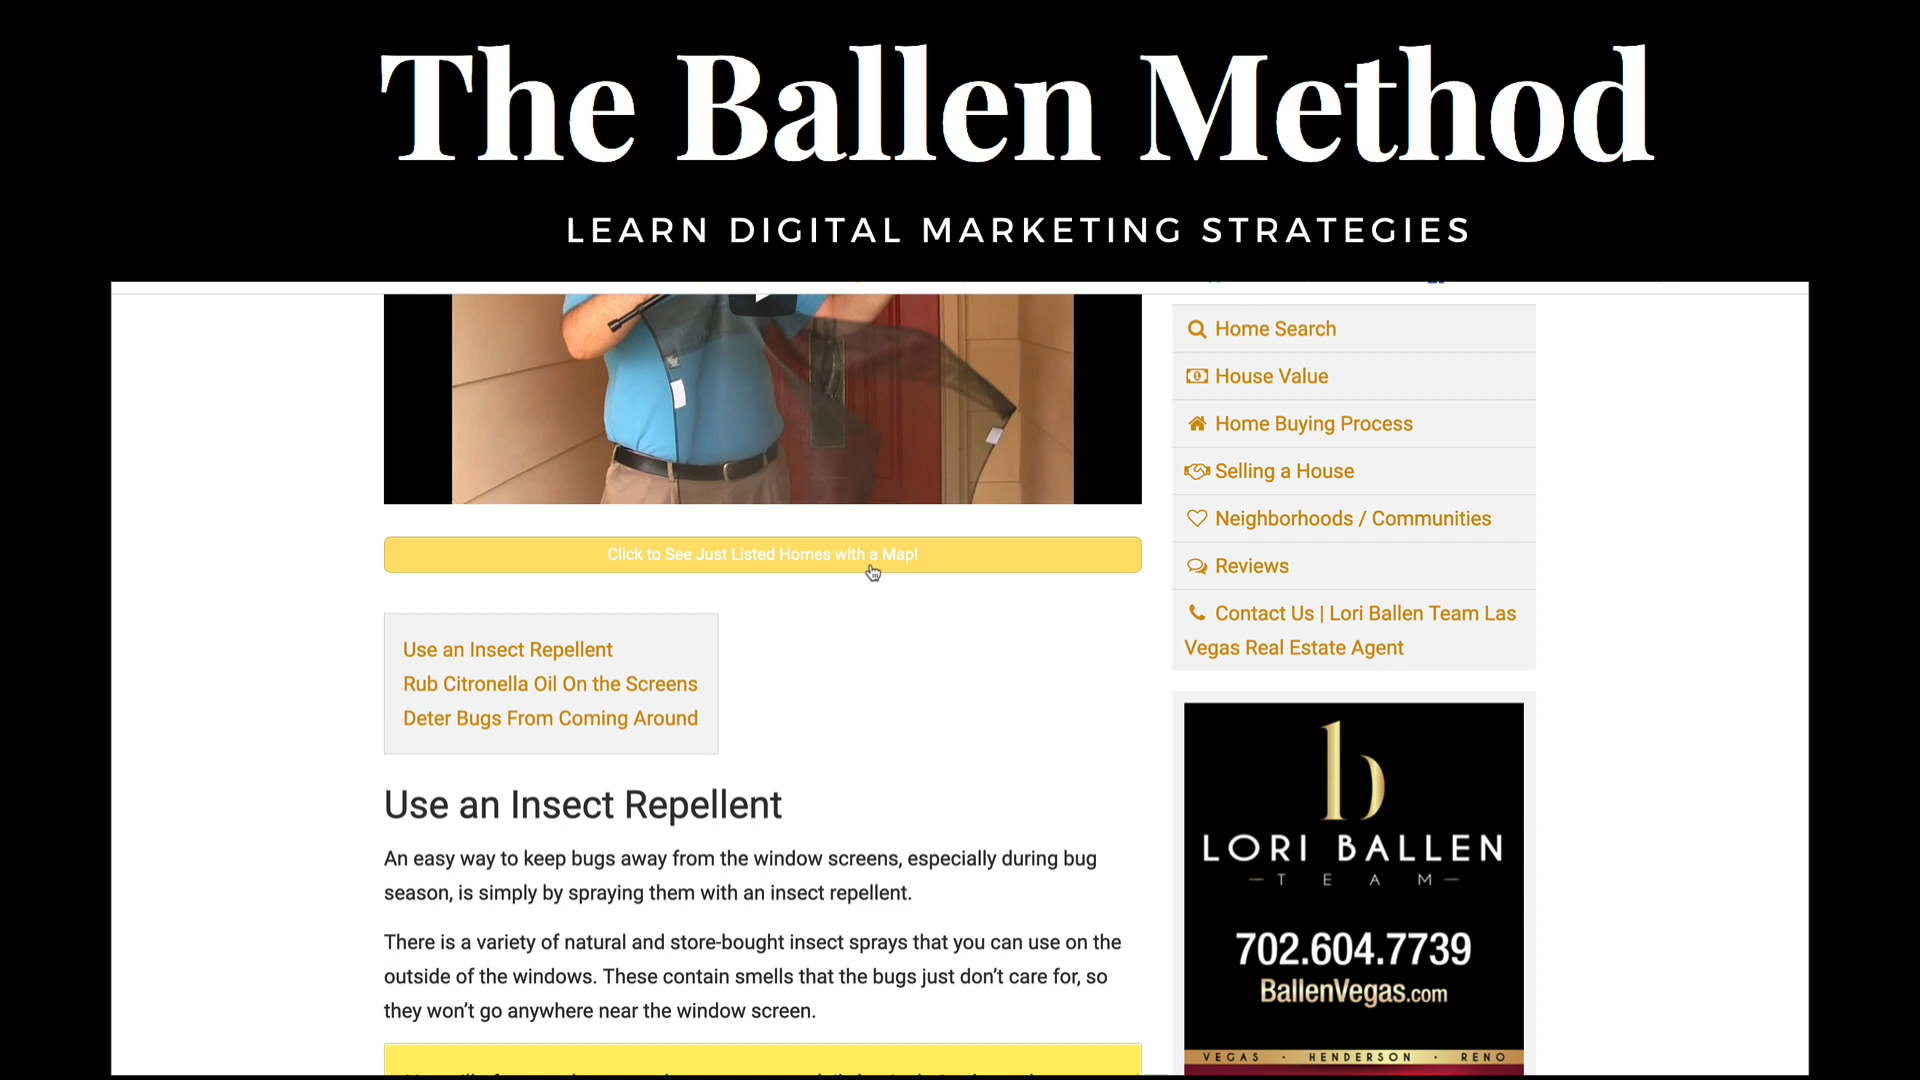 The Ballen Method
LEARN DIGITAL MARKETING STRATEGIES
Click to See Just Listed Homes with a Map!
Use an Insect Repellent
Rub Citronella Oil On the Screens
Deter Bugs From Coming Around
Use an Insect Repellent
An easy way to keep bugs away from the window screens, especially during bug
season, is simply by spraying them with an insect repellent.
There is a variety of natural and store-bought insect sprays that you can use on the
outside of the windows. These contain smells that the bugs just don’t care for, so
they won’t go anywhere near the window screen.
Home Search
House Value
Home Buying Process
Selling a House
Neighborhoods / Communities
Reviews
Contact Us | Lori Ballen Team Las
Vegas Real Estate Agent
b
LORI BALLEN
TEAM
702.604.7739
BallenVegas.com
VEGAS · HENDERSON · RENO